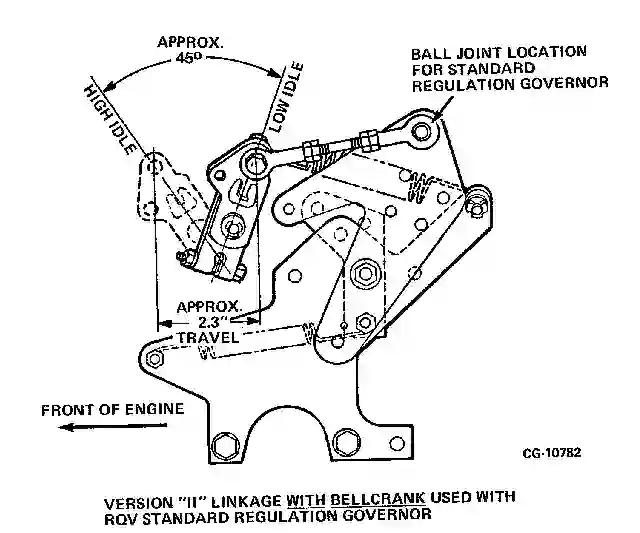 APPROX.
45°
HIGH IDLE
LOW IDLE
BALL JOINT LOCATION
FOR STANDARD
REGULATION GOVERNOR
APPROX.
2.3"
TRAVEL
FRONT OF ENGINE
CG-10782
VERSION "II" LINKAGE WITH BELLCRANK USED WITH
RQV STANDARD REGULATION GOVERNOR